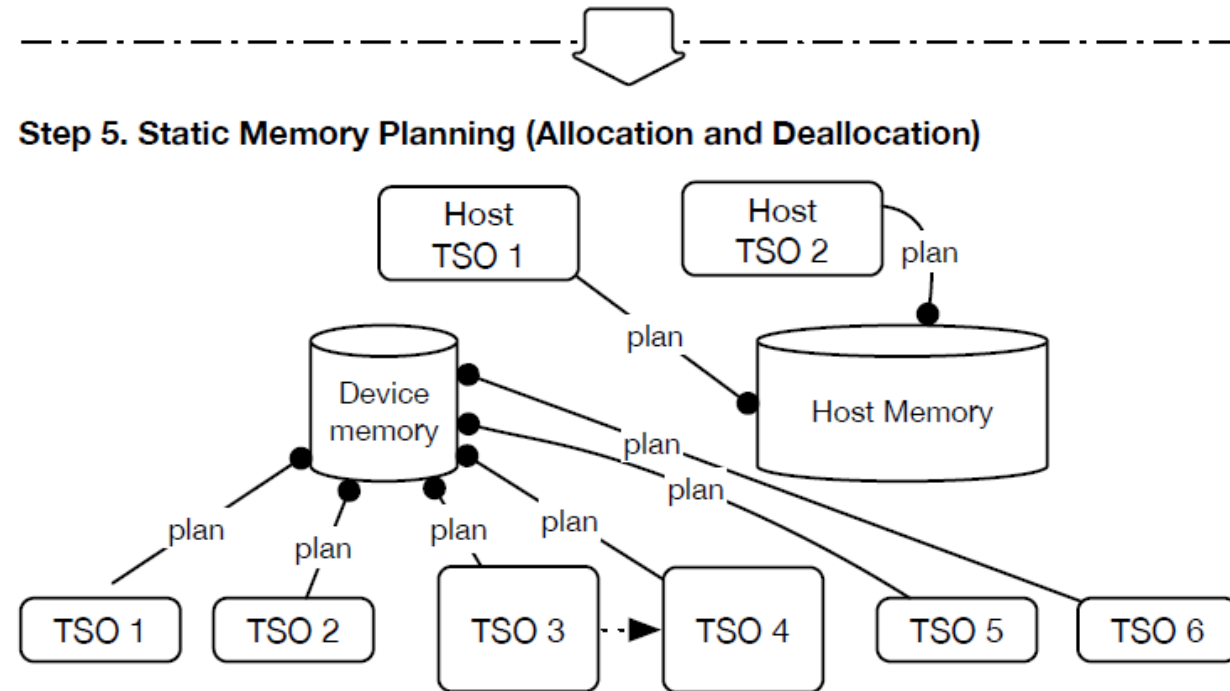 Step 5. Static Memory Planning (Allocation and Deallocation)
Host
TSO 1
Host
TSO 2
plan
plan
Device
memory
Host Memory
plan
plan
plan
plan
plan
plan
TSO 1
TSO 2
TSO 3
TSO 4
TSO 5
TSO 6